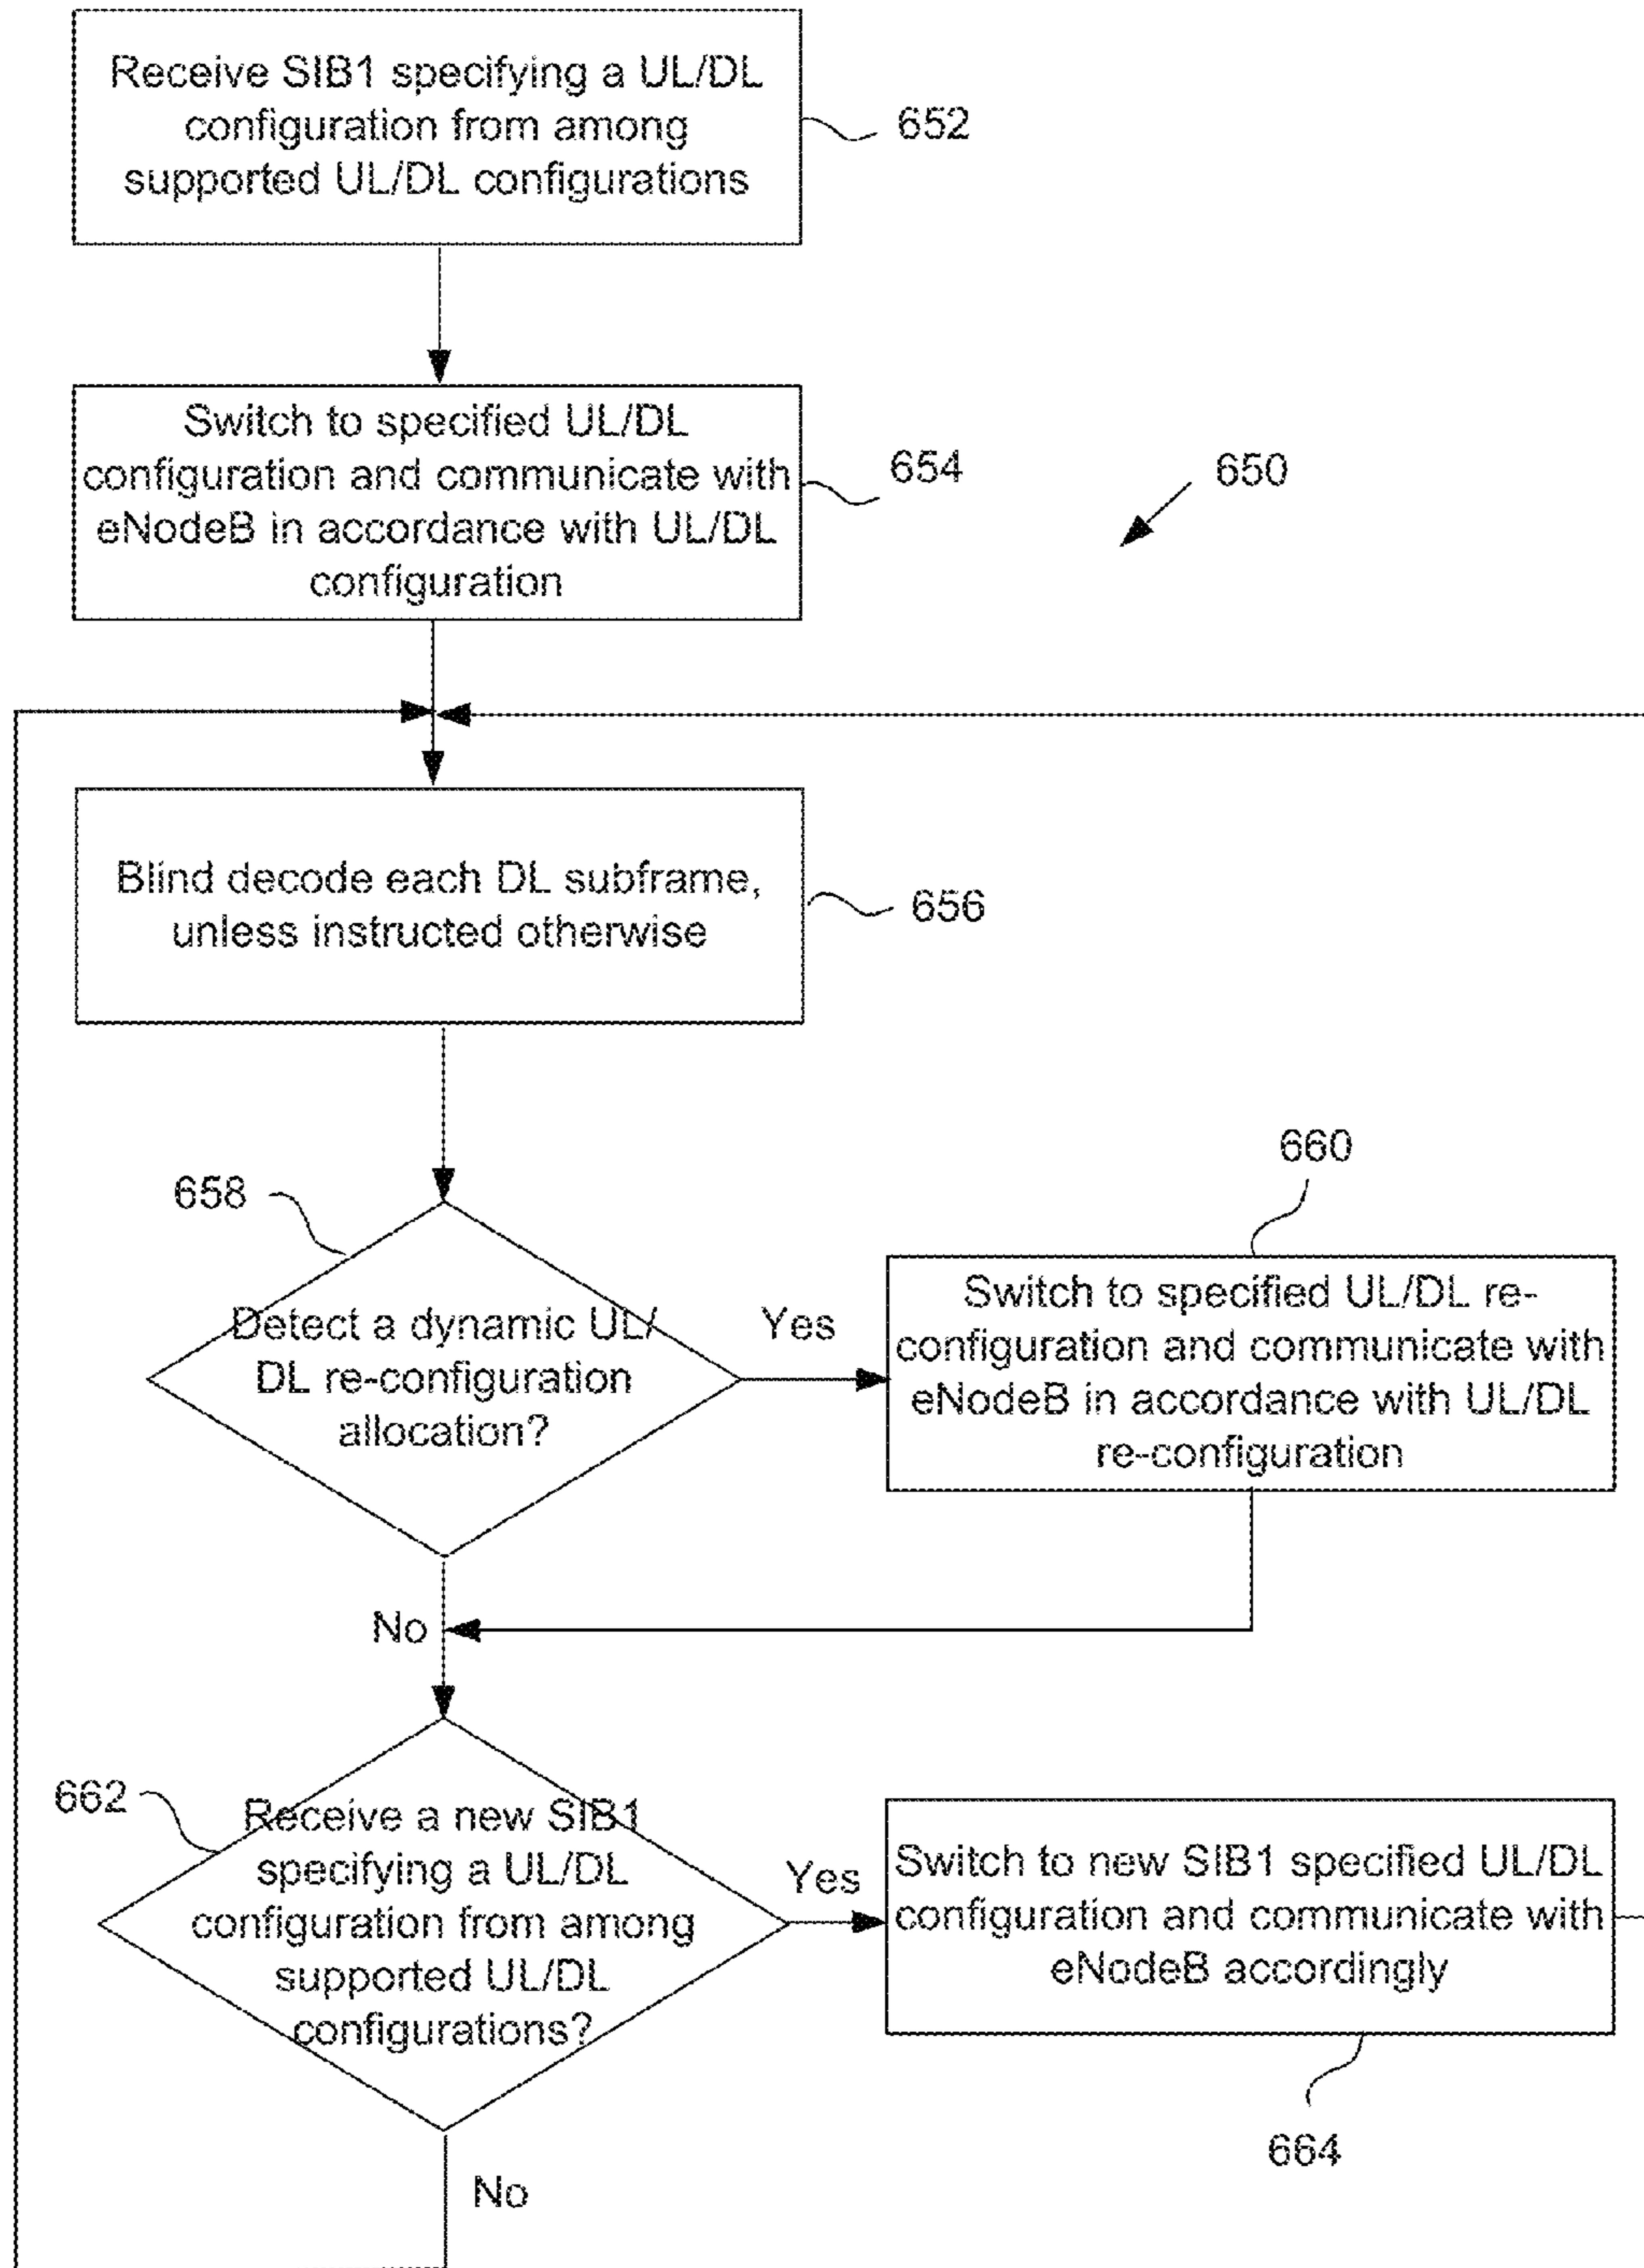 Receive SIB1 specifying a UL/DL
configuration from among
supported UL/DL configurations
652
Switch to specified UL/DL
configuration and communicate with
eNodeB in accordance with UL/DL
configuration
654
650
Blind decode each DL subframe,
unless instructed otherwise
656
658
Detect a dynamic UL/
DL re-configuration
allocation?
Yes
660
Switch to specified UL/DL re-
configuration and communicate with
eNodeB in accordance with UL/DL
re-configuration
No
662
Receive a new SIB1
specifying a UL/DL
configuration from among
supported UL/DL
configurations?
Yes
Switch to new SIB1 specified UL/DL
configuration and communicate with
eNodeB accordingly
664
No